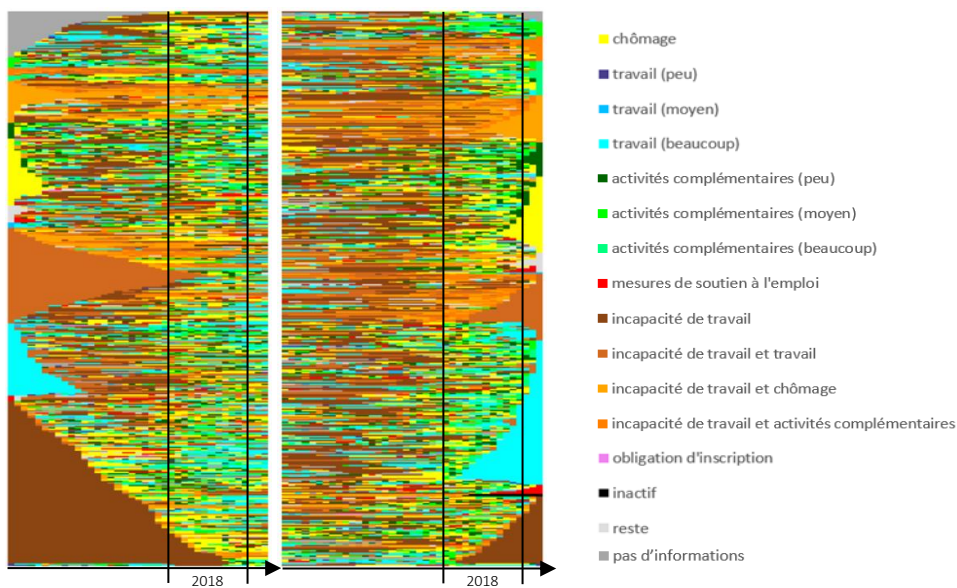 chômage
travail (peu)
travail (moyen)
travail (beaucoup)
activités complémentaires (peu)
activités complémentaires (moyen)
activités complémentaires (beaucoup)
mesures de soutien à l'emploi
incapacité de travail
incapacité de travail et travail
incapacité de travail et chômage
incapacité de travail et activités complémentaires
obligation d'inscription
inactif
reste
pas d’informations
2018
2018